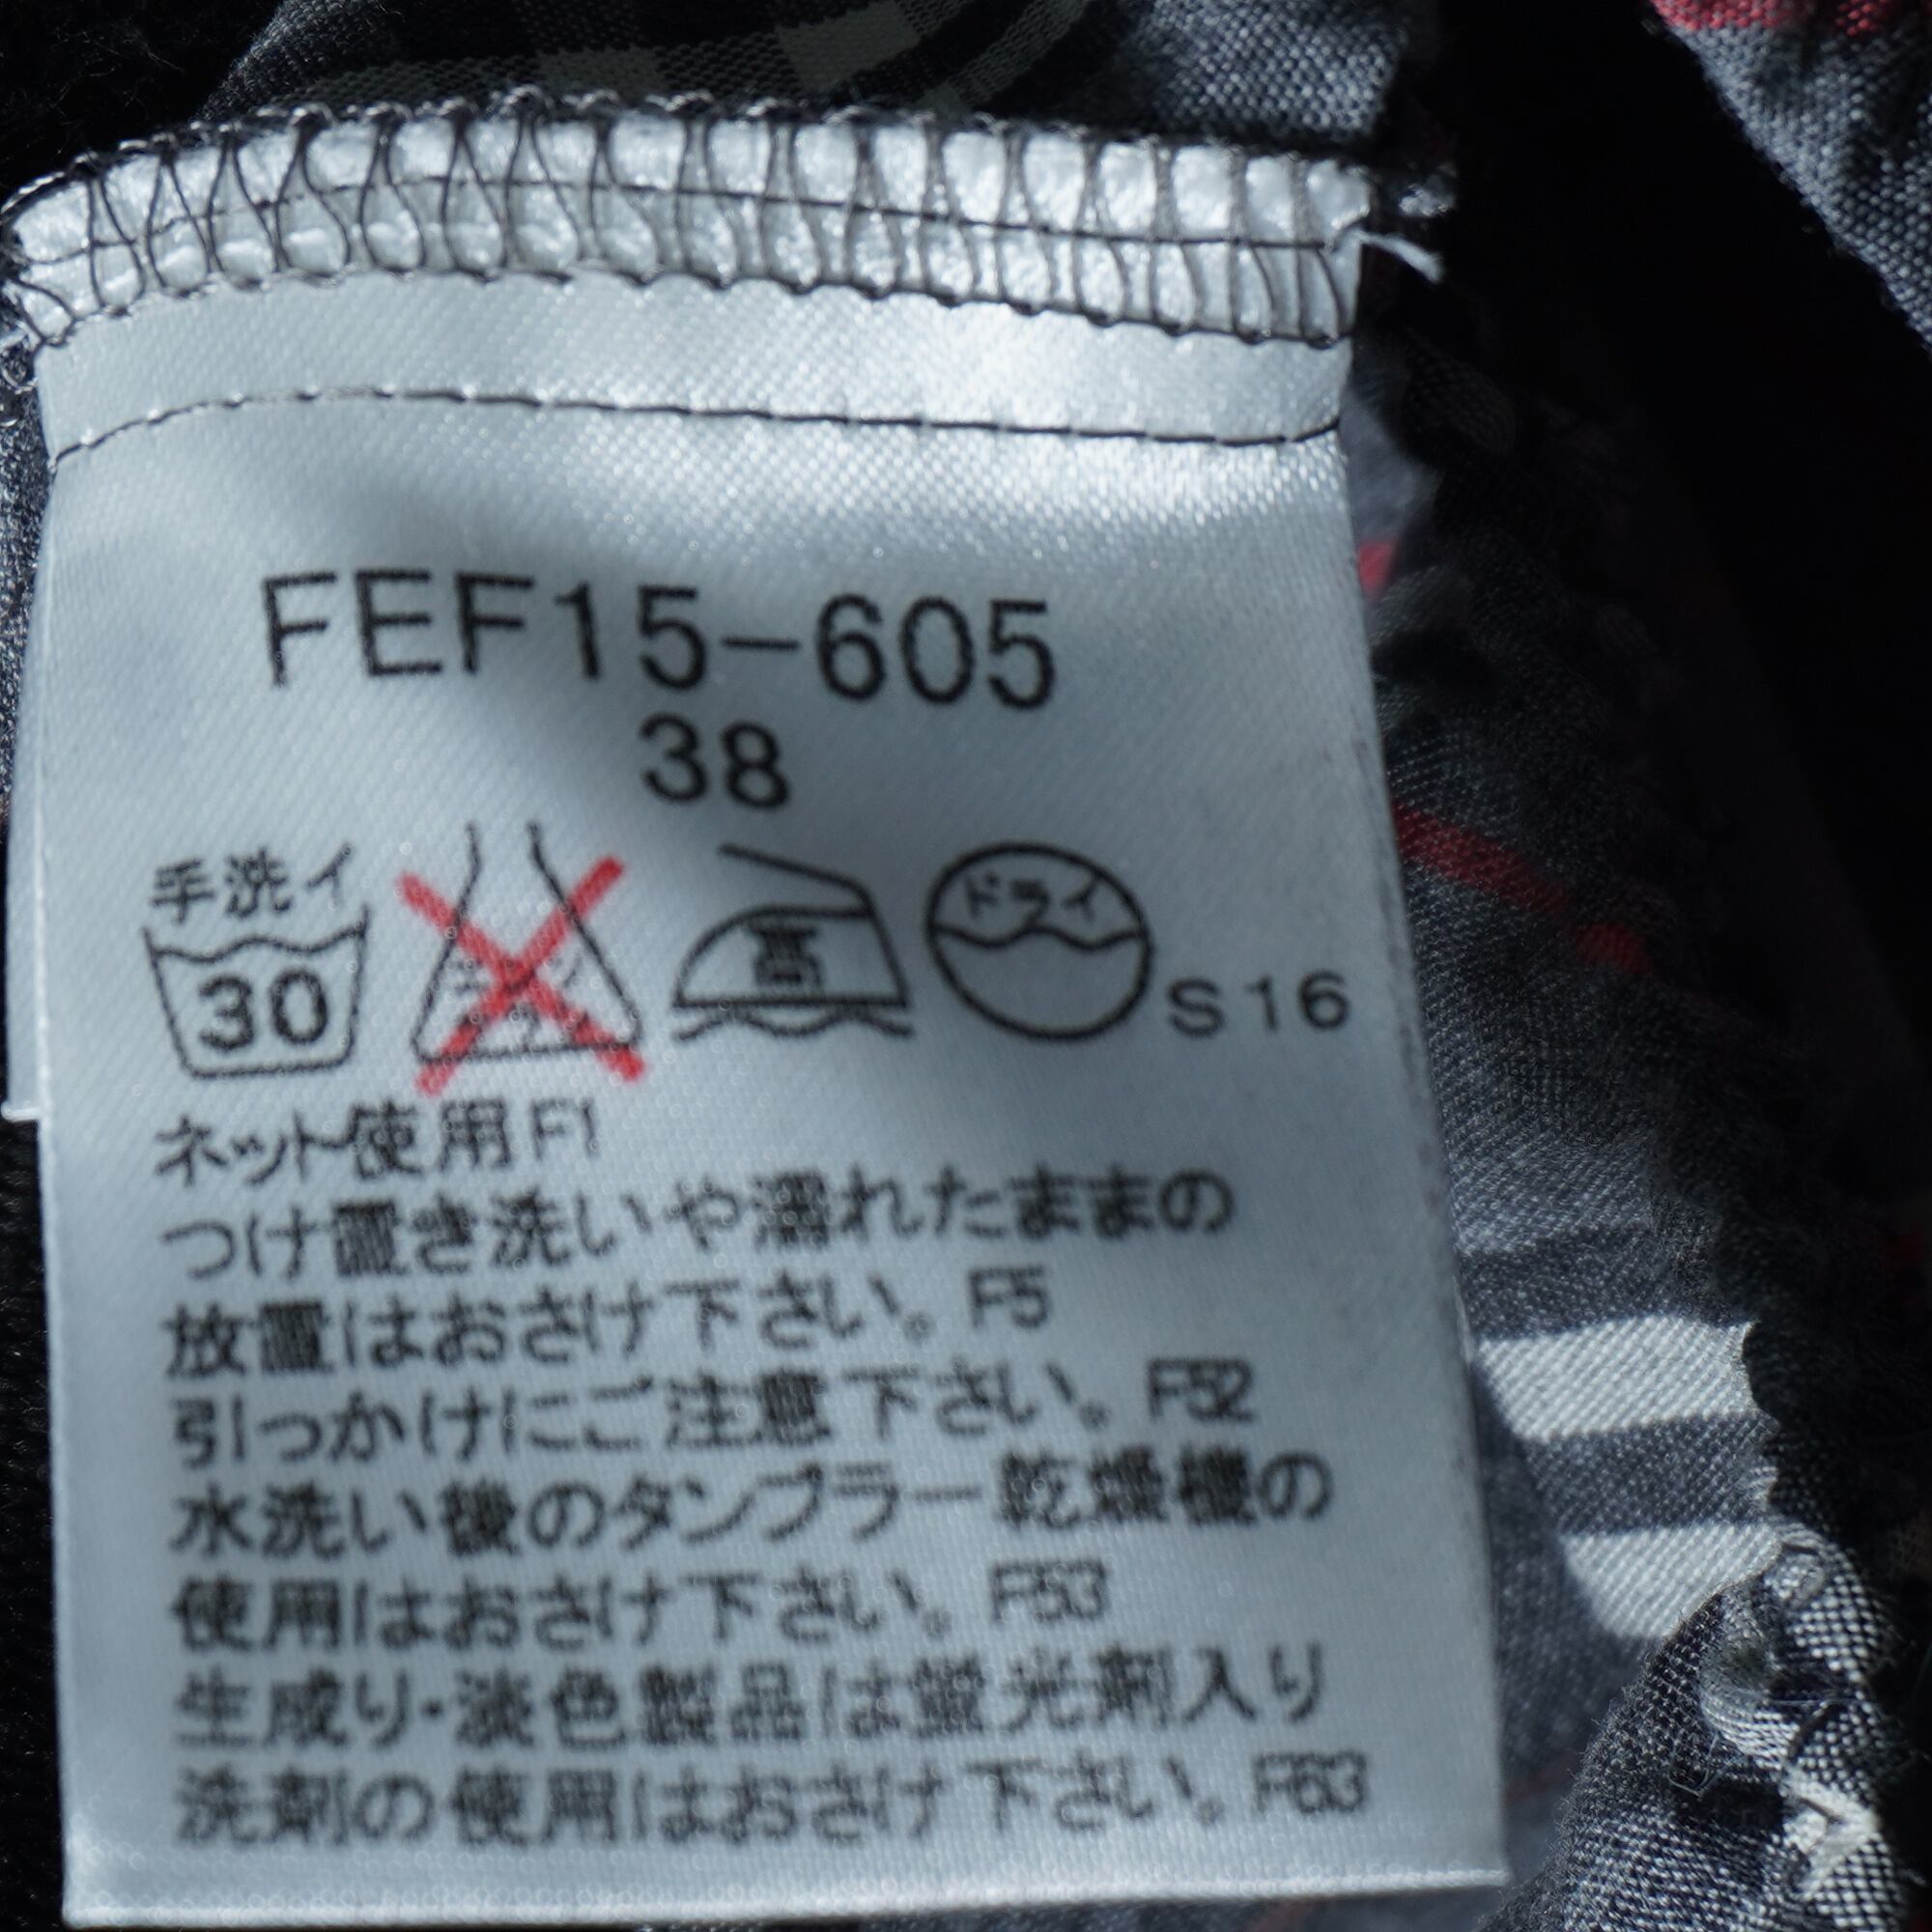 FEF15-605
38
手洗イ
30
高
ドライ
S16
ネット使用F1
つけ置き洗いや濡れたままの
放置はおさけ下さい。F5
引っかけにご注意下さい。F52
水洗い後のタンブラー乾燥機の
使用はおさけ下さい。F53
生成り・淡色製品は蛍光剤入り
洗剤の使用はおさけ下さい。F63